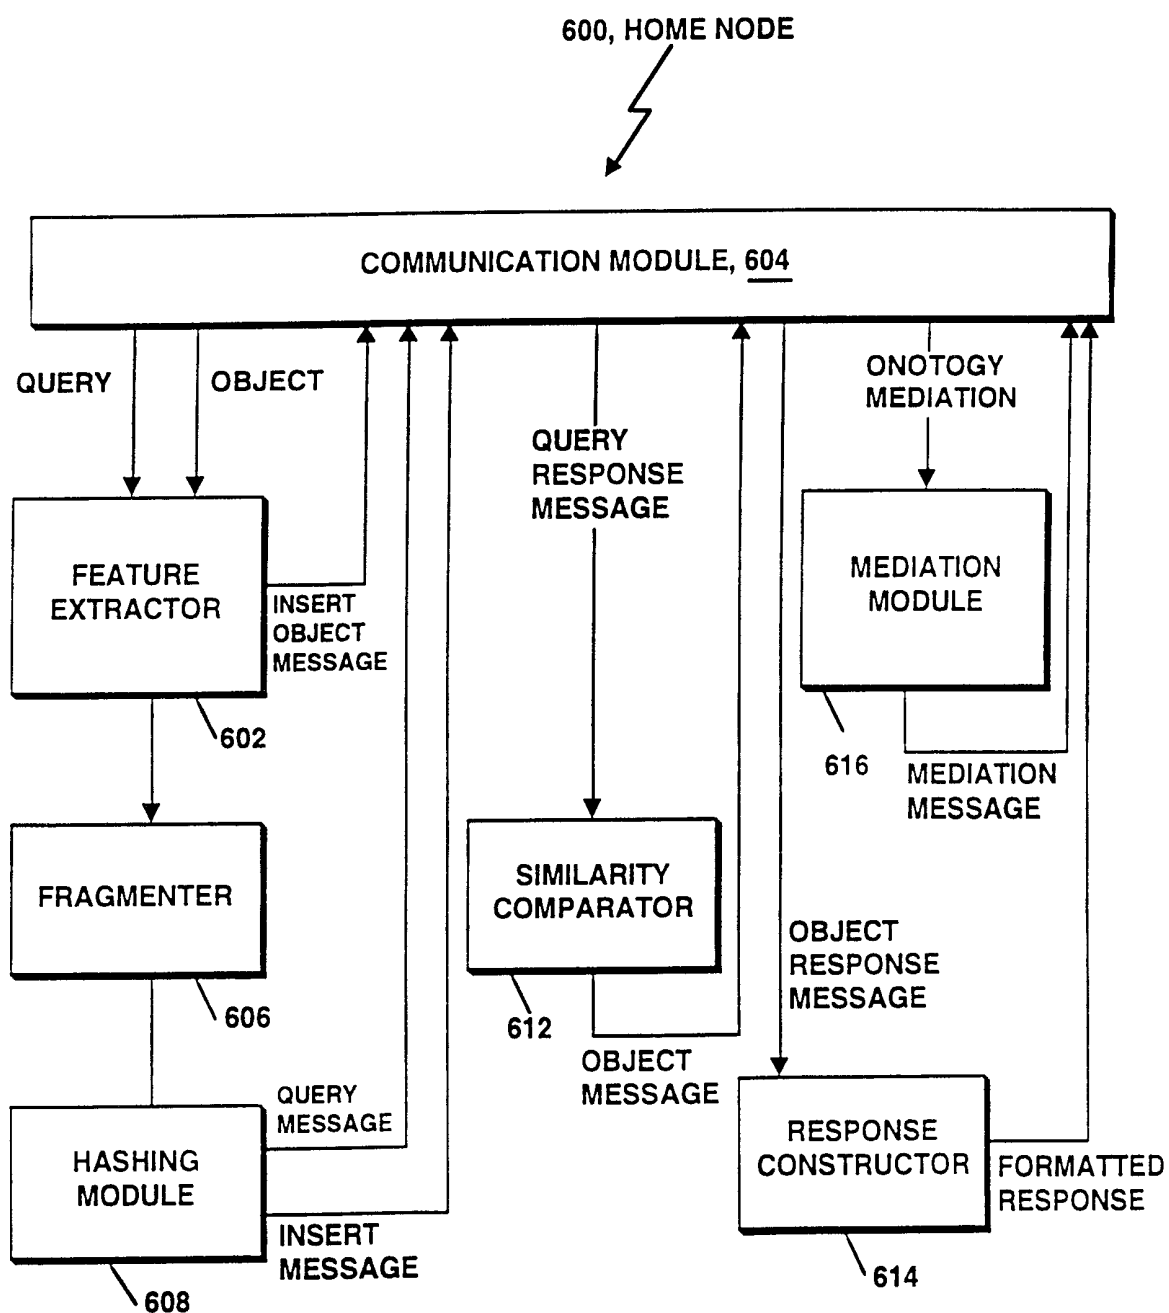 600, HOME NODE
COMMUNICATION MODULE, 604
QUERY
OBJECT
ONOTOGY
MEDIATION
QUERY
RESPONSE
MESSAGE
FEATURE
EXTRACTOR
INSERT
OBJECT
MESSAGE
MEDIATION
MODULE
602
616
MEDIATION
MESSAGE
FRAGMENTER
SIMILARITY
COMPARATOR
OBJECT
RESPONSE
MESSAGE
606
612
OBJECT
MESSAGE
QUERY
MESSAGE
HASHING
MODULE
RESPONSE
CONSTRUCTOR
FORMATTED
RESPONSE
INSERT
MESSAGE
608
614